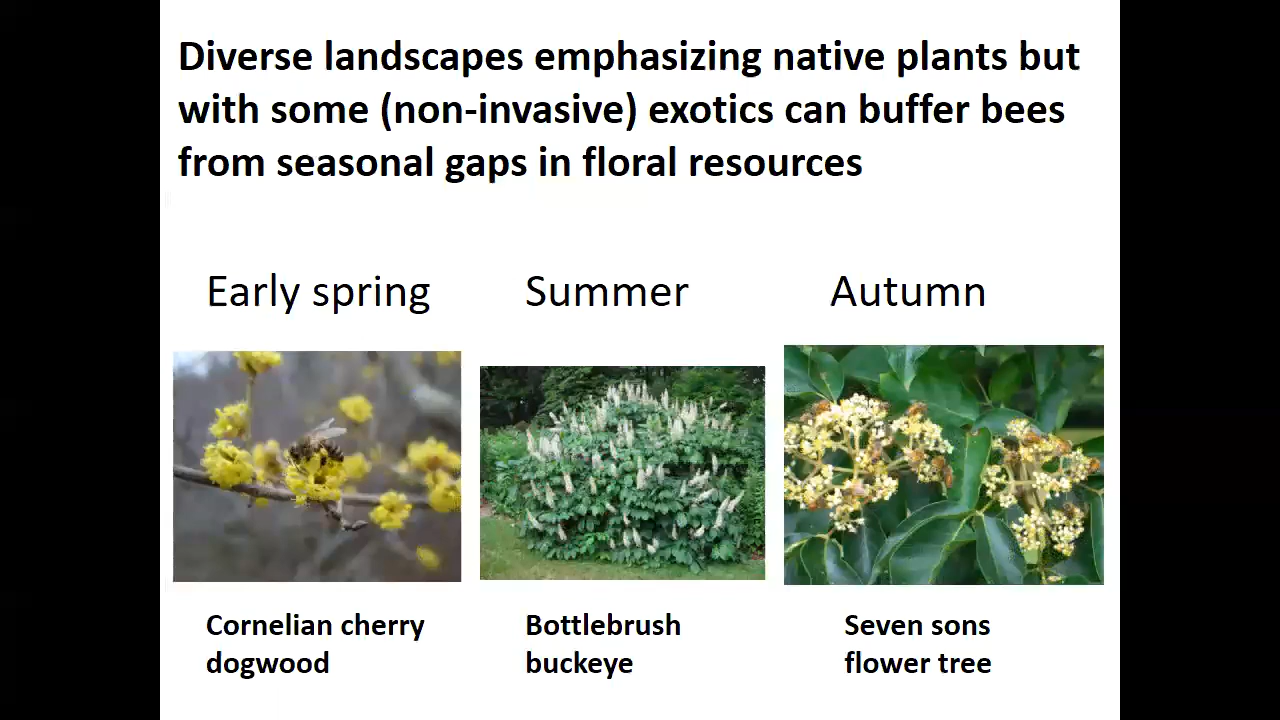 Diverse landscapes emphasizing native plants but
with some (non-invasive) exotics can buffer bees
from seasonal gaps in floral resources
Early spring
Summer
Autumn
Cornelian cherry
dogwood
Bottlebrush
buckeye
Seven sons
flower tree